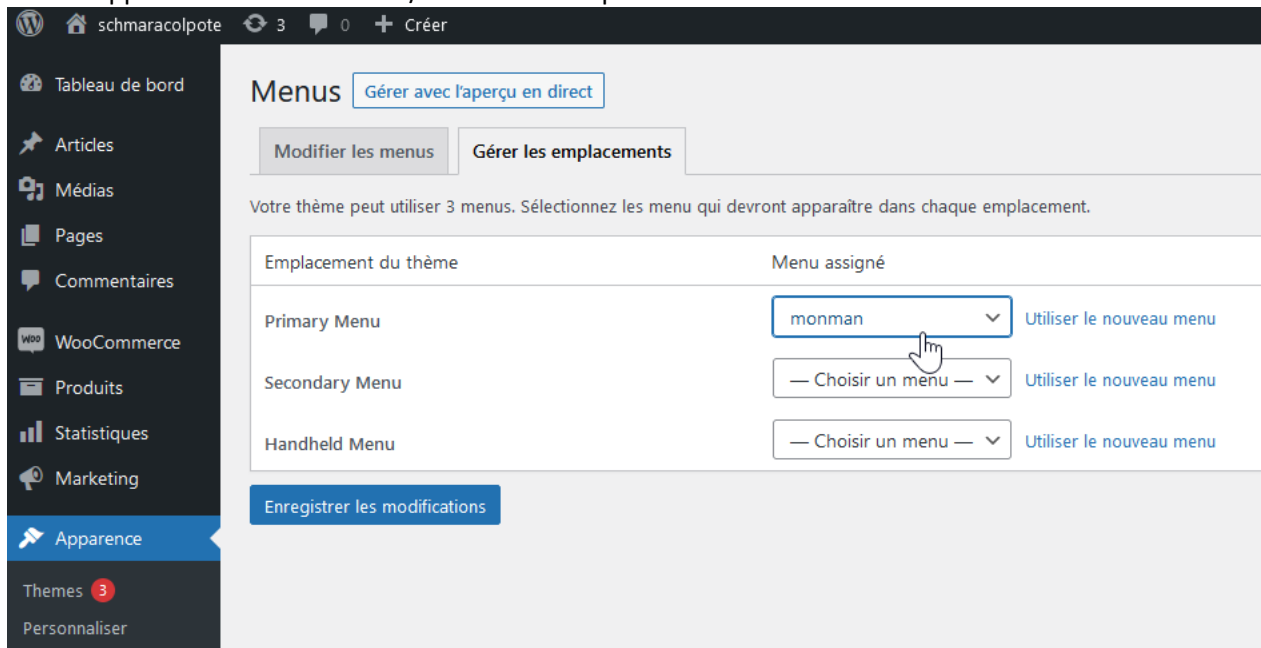 schmaracolpote 3 0 + Créer
Tableau de bord
Articles
Médias
Pages
Commentaires
WooCommerce
Produits
Statistiques
Marketing
Apparence
Themes 3
Personnaliser
Menus Gérer avec l'aperçu en direct
Modifier les menus Gérer les emplacements
Votre thème peut utiliser 3 menus. Sélectionnez les menu qui devront apparaître dans chaque emplacement.
Emplacement du thème Menu assigné
Primary Menu monman Utiliser le nouveau menu
Secondary Menu — Choisir un menu — Utiliser le nouveau menu
Handheld Menu — Choisir un menu — Utiliser le nouveau menu
Enregistrer les modifications